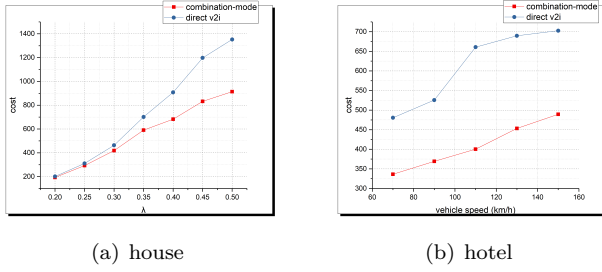 combination-mode
direct v2i
cost
1400
1200
1000
800
600
400
200
0.20 0.25 0.30 0.35 0.40 0.45 0.50
λ
(a) house
combination-mode
direct v2i
cost
700
650
600
550
500
450
400
350
300
60 80 100 120 140 160
vehicle speed (km/h)
(b) hotel